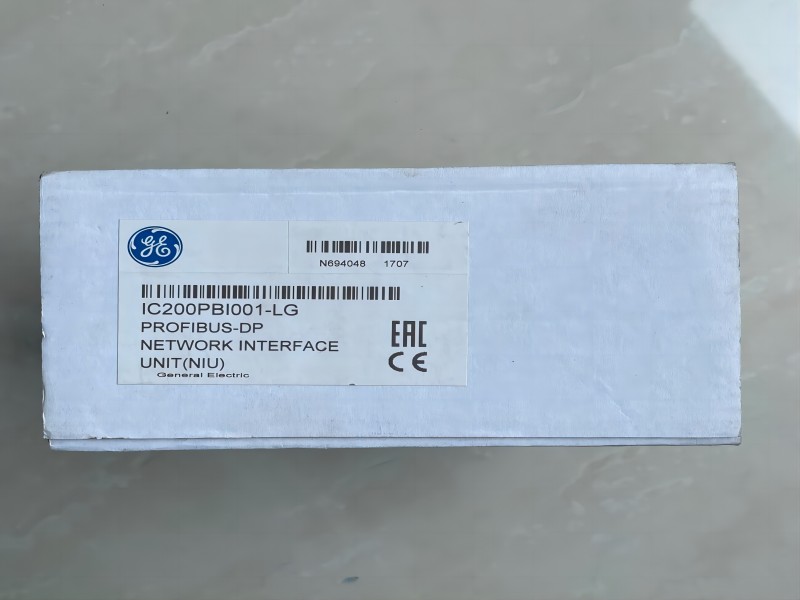 GE
N694048 1707
IC200PBI001-LG
PROFIBUS-DP
NETWORK INTERFACE
UNIT(NIU)
General Electric
EAC
CE